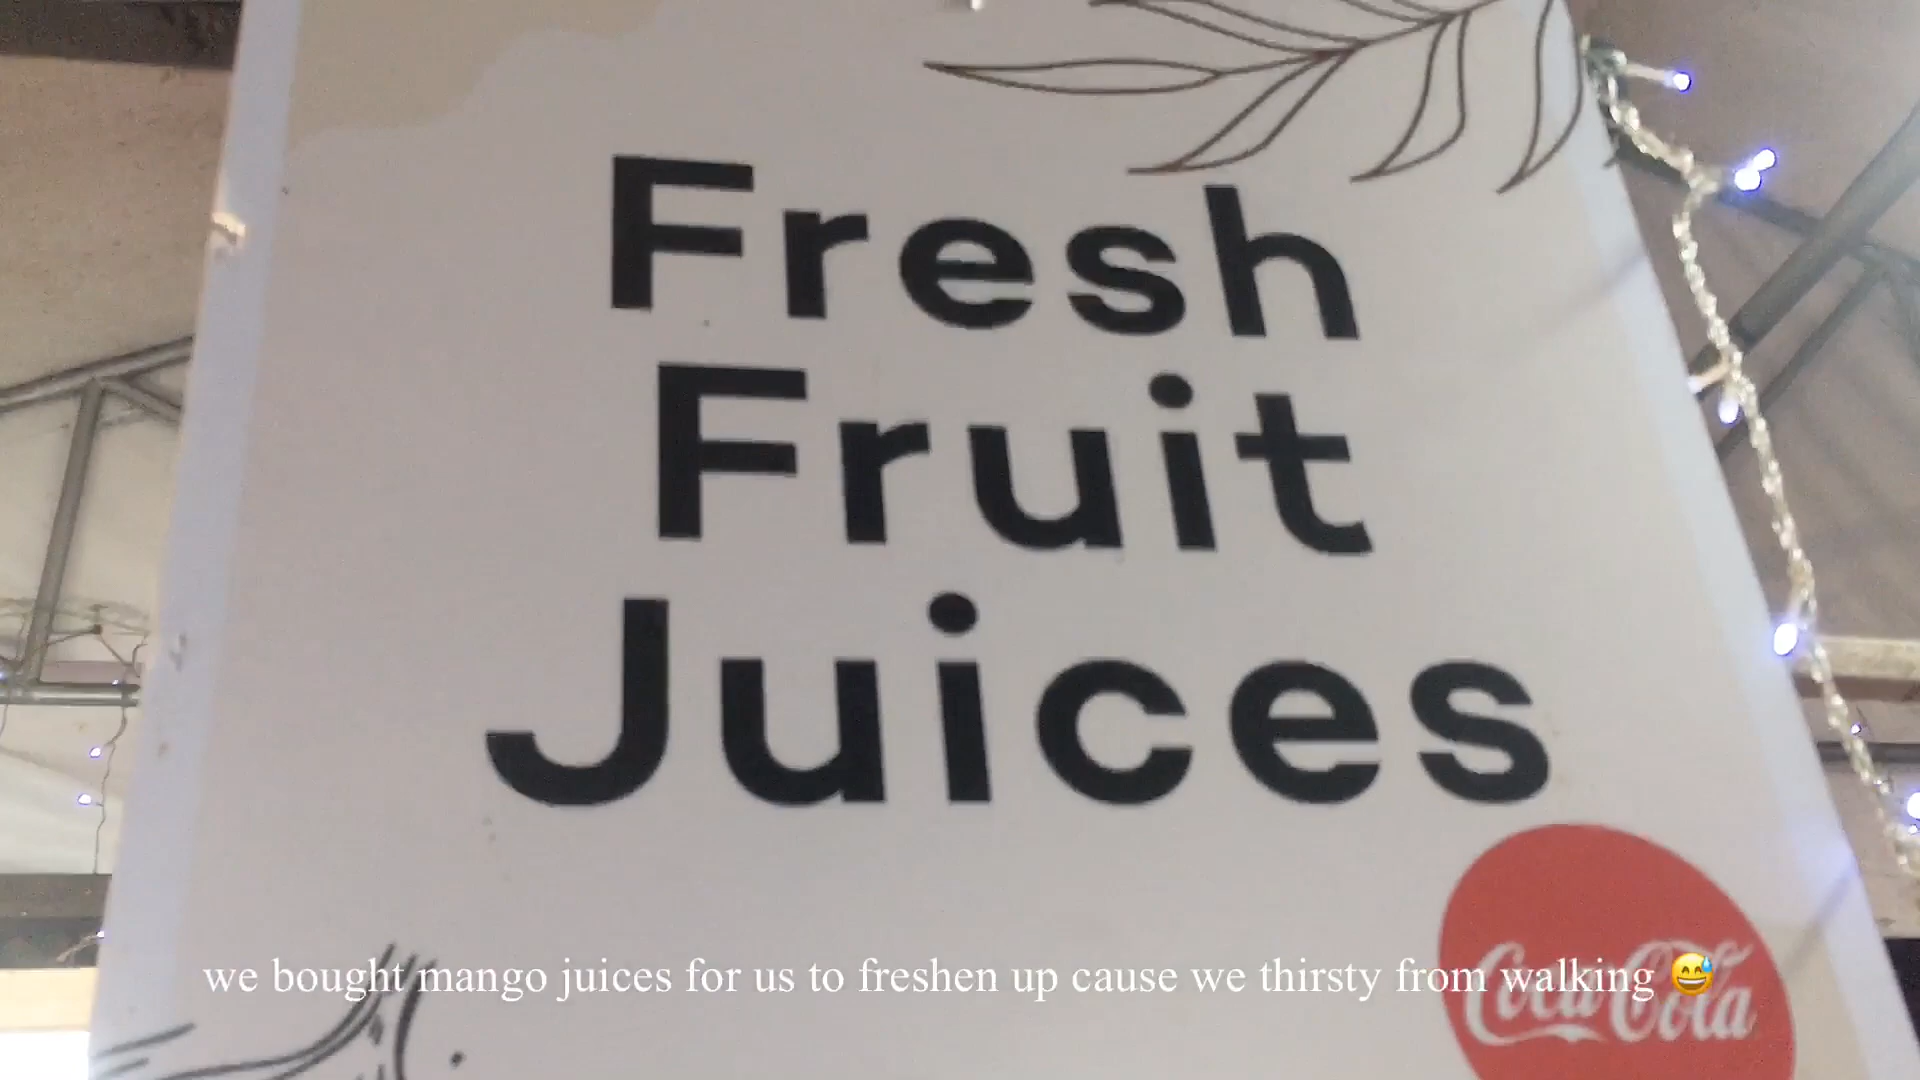 Fresh
Fruit
Juices
we bought mango juices for us to freshen up cause we thirsty from walking 😅
Coca-Cola